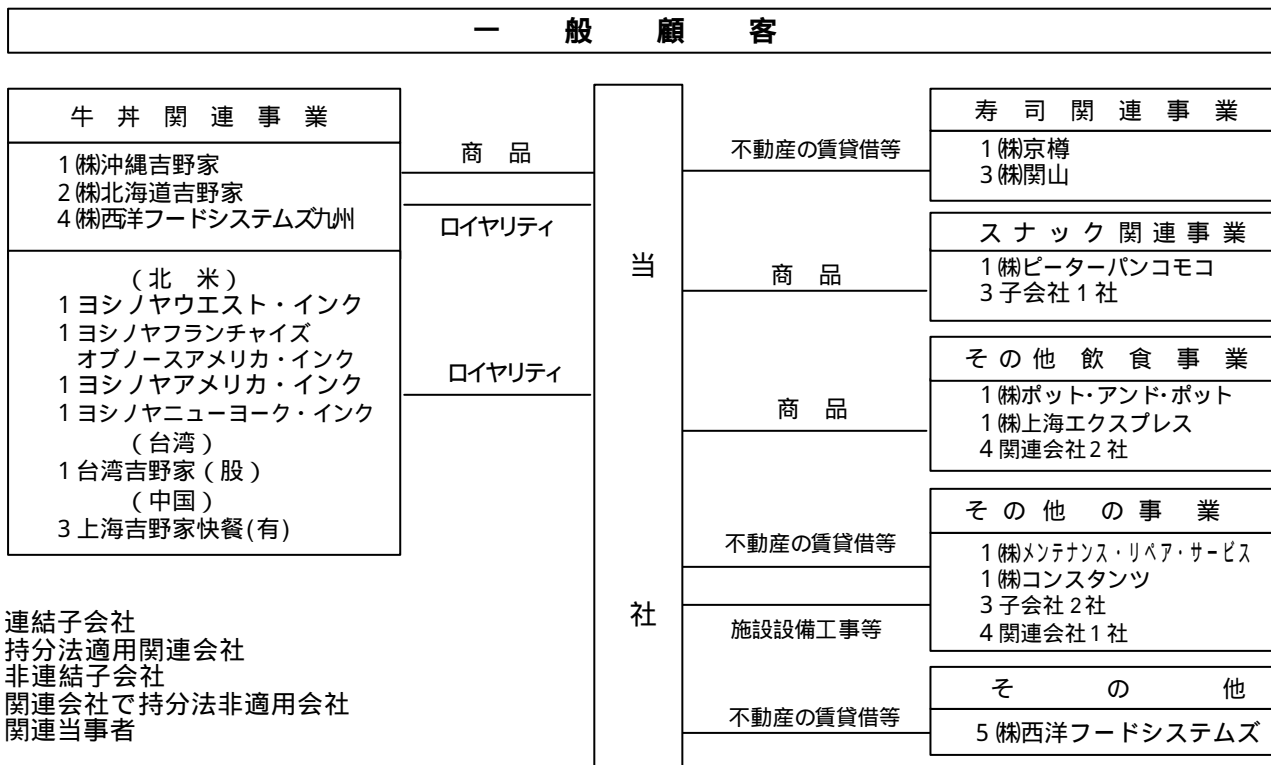 一般顧客
牛丼関連事業
1㈱沖縄吉野家
2㈱北海道吉野家
4㈱西洋フードシステムズ九州
(北 米)
1ヨシノヤウエスト・インク
1ヨシノヤフランチャイズ
オブノースアメリカ・インク
1ヨシノヤアメリカ・インク
1ヨシノヤニューヨーク・インク
(台湾)
1台湾吉野家(股)
(中国)
3上海吉野家快餐(有)
商 品
ロイヤリティ
ロイヤリティ
当
社
不動産の賃貸借等
商 品
商 品
不動産の賃貸借等
施設設備工事等
不動産の賃貸借等
寿司関連事業
1㈱京樽
3㈱関山
スナック関連事業
1㈱ピーターパンコモコ
3子会社1社
その他飲食事業
1㈱ポット・アンド・ポット
1㈱上海エクスプレス
4関連会社2社
その他の事業
1㈱メンテナンス・リペア・サービス
1㈱コンスタンツ
3子会社2社
4関連会社1社
その他
5㈱西洋フードシステムズ
連結子会社
持分法適用関連会社
非連結子会社
関連会社で持分法非適用会社
関連当事者